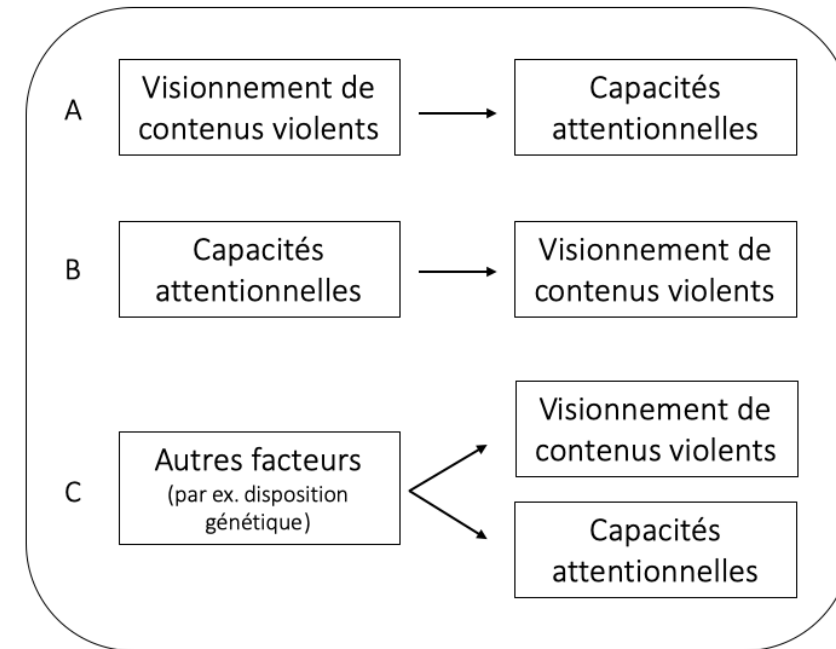 A
Visionnement de
contenus violents
Capacités
attentionnelles
B
Capacités
attentionnelles
Visionnement de
contenus violents
C
Autres facteurs
(par ex. disposition
génétique)
Visionnement de
contenus violents
Capacités
attentionnelles